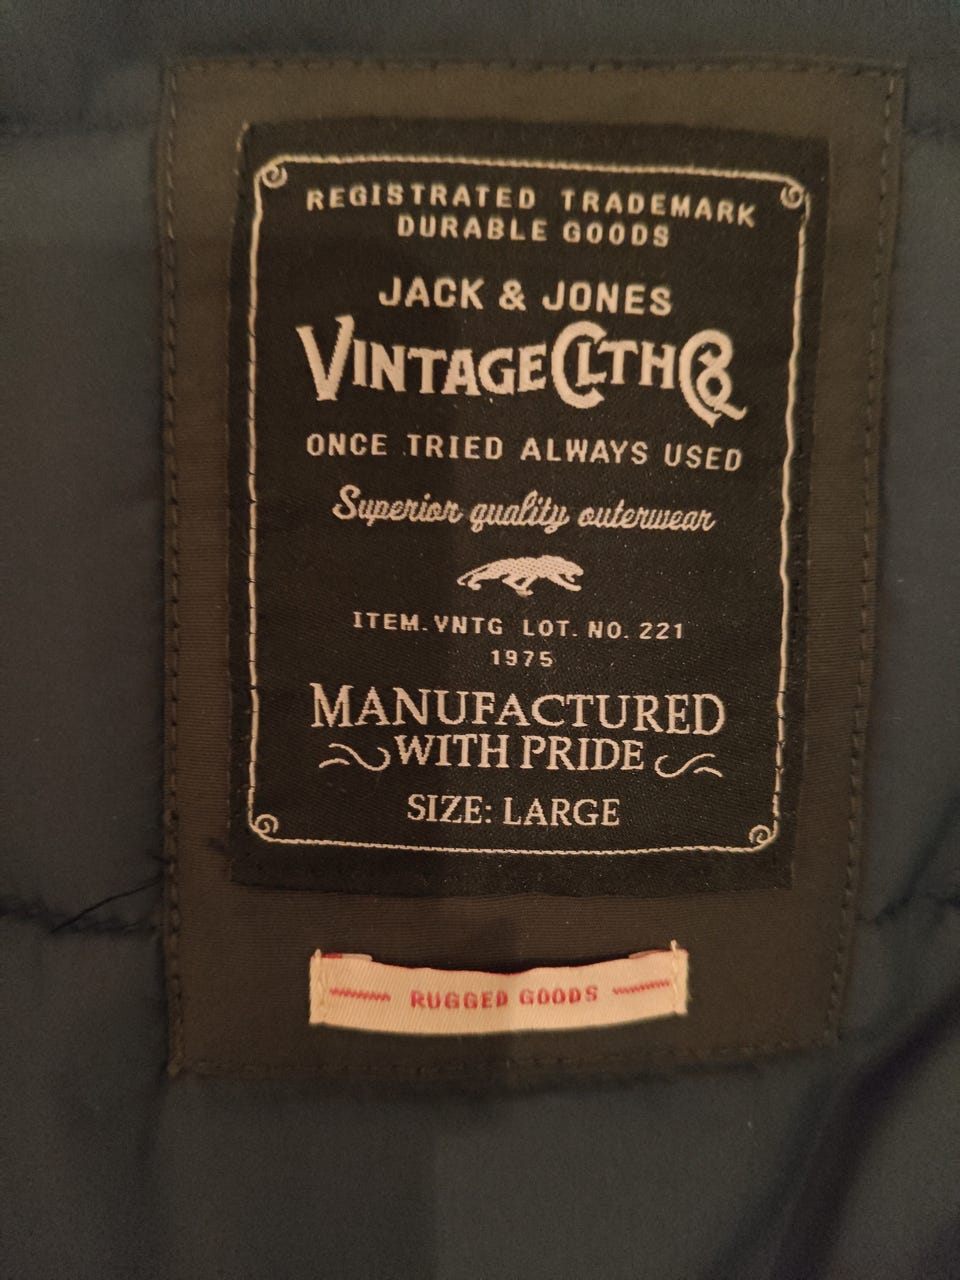 REGISTRATED TRADEMARK
DURABLE GOODS
JACK & JONES
VINTAGE CLTH CO
ONCE TRIED ALWAYS USED
Superior quality outerwear
ITEM. VNTG LOT. NO. 221
1975
MANUFACTURED
WITH PRIDE
SIZE: LARGE
RUGGED GOODS